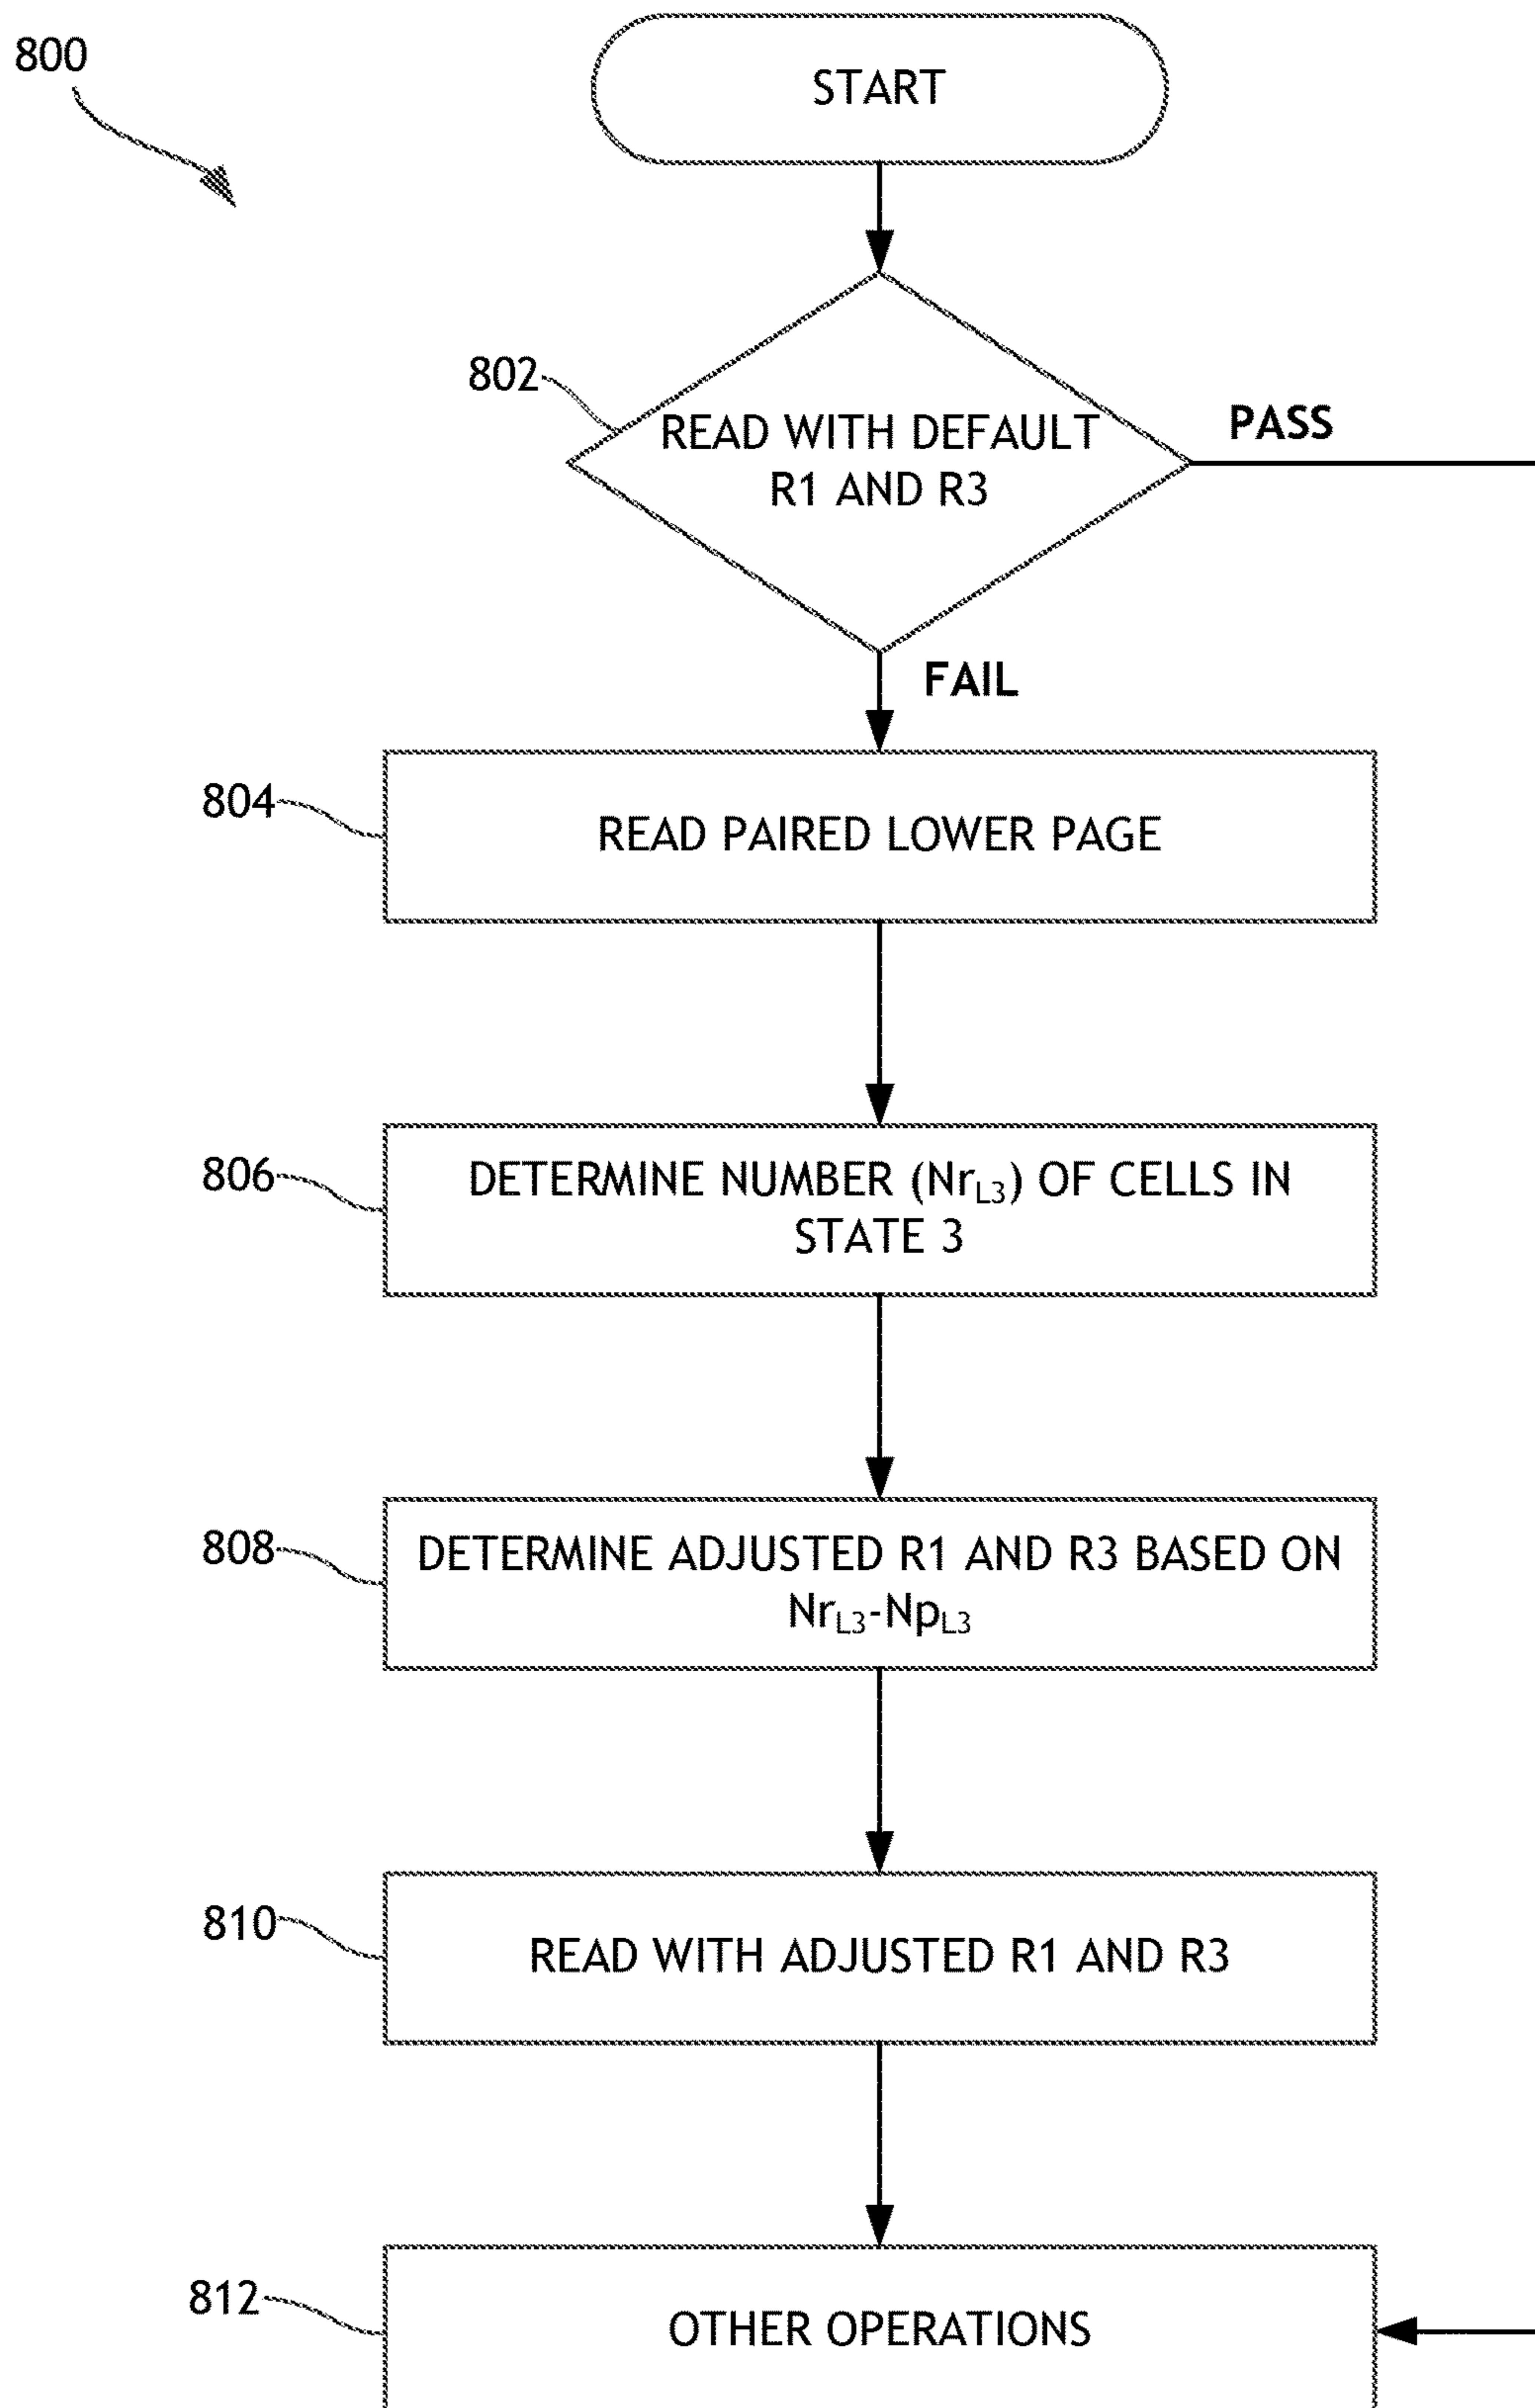 800
START
802
READ WITH DEFAULT
R1 AND R3
PASS
FAIL
804
READ PAIRED LOWER PAGE
806
DETERMINE NUMBER (NrL3) OF CELLS IN
STATE 3
808
DETERMINE ADJUSTED R1 AND R3 BASED ON
NrL3-NpL3
810
READ WITH ADJUSTED R1 AND R3
812
OTHER OPERATIONS